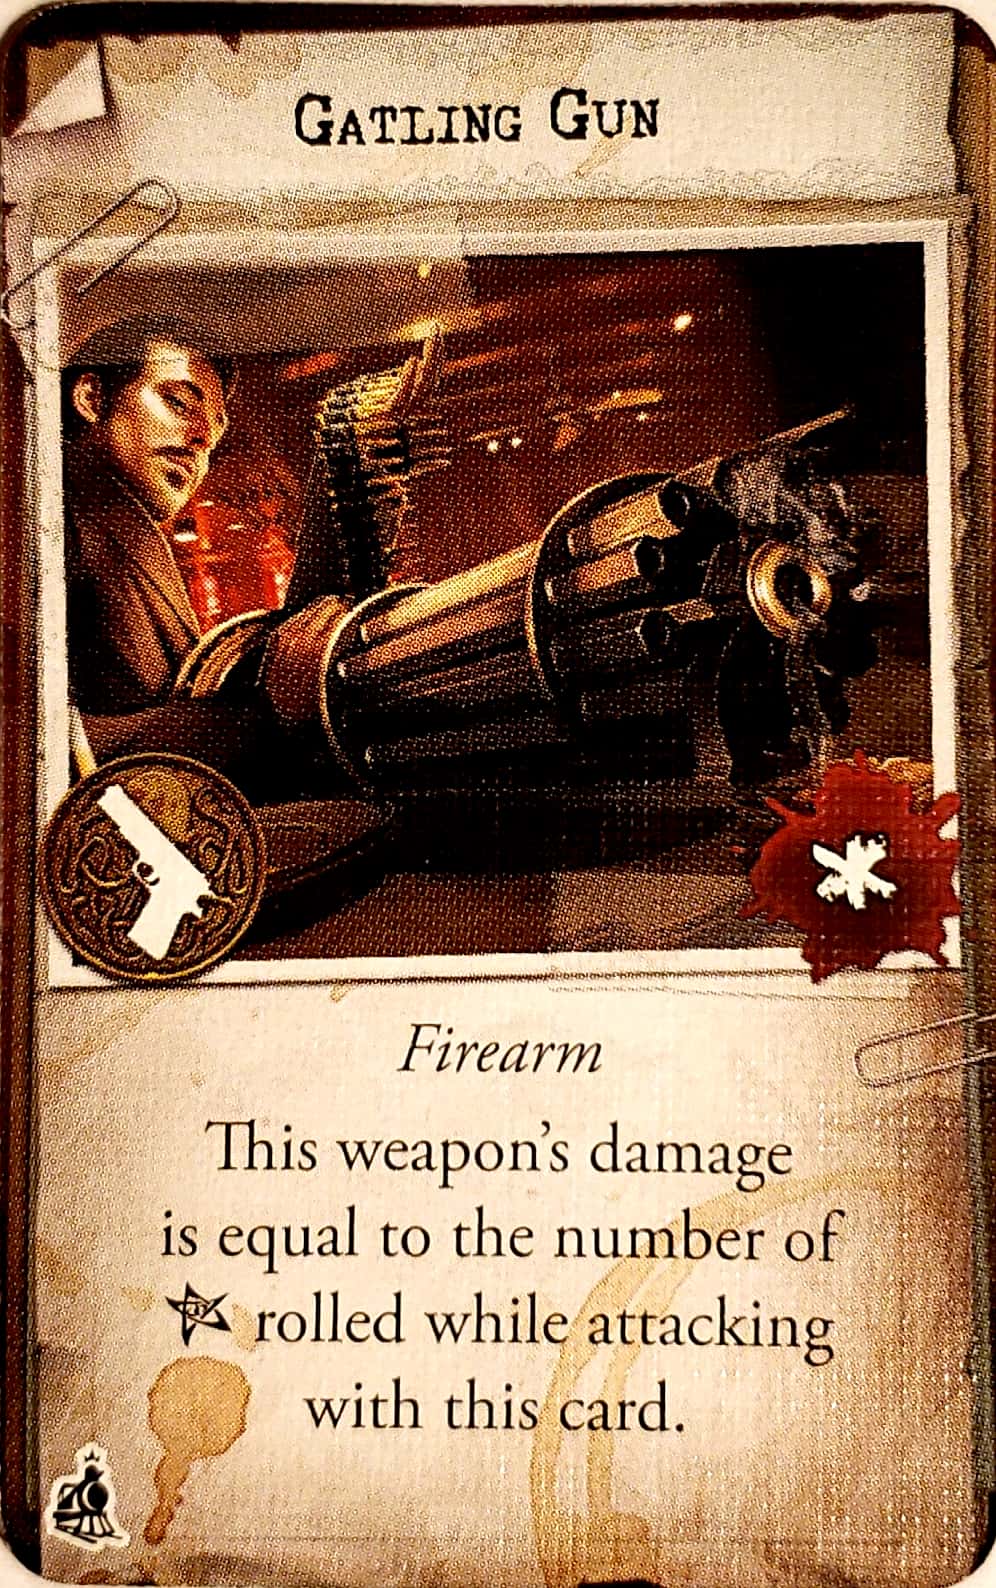 GATLING GUN
Firearm
This weapon's damage
is equal to the number of
rolled while attacking
with this card.